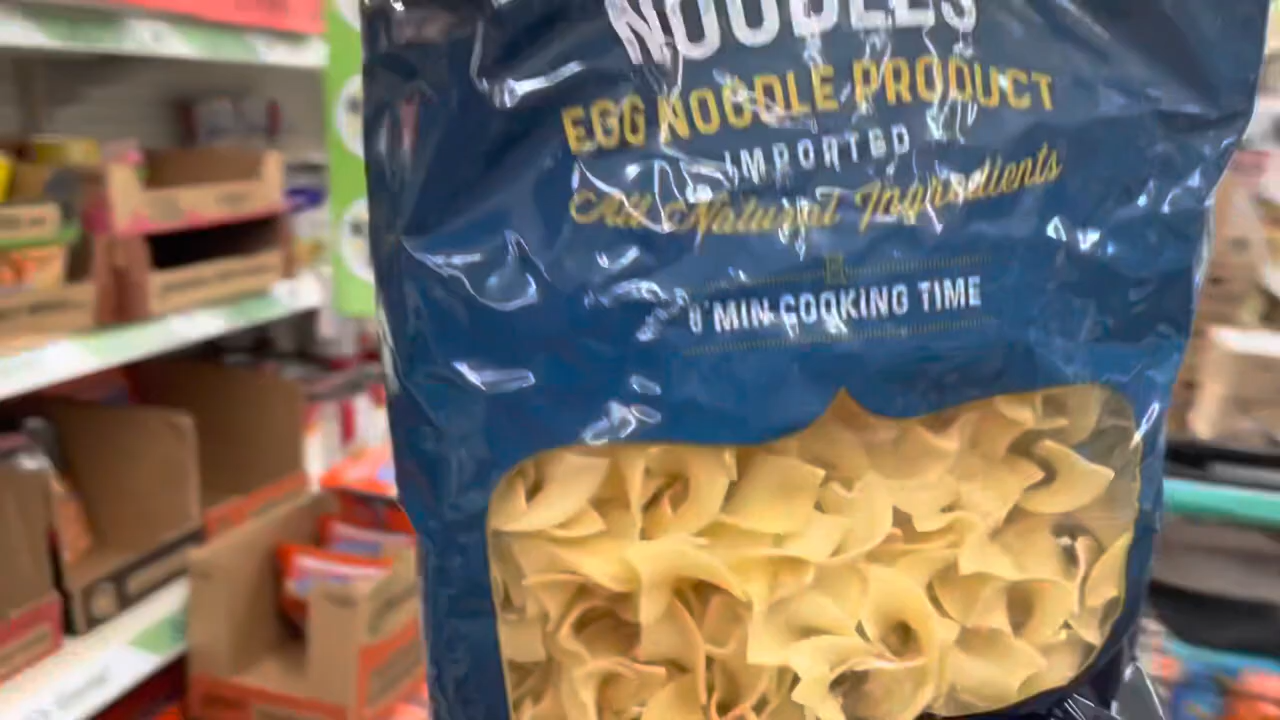 NOODLES
EGG NOODLE PRODUCT
IMPORTED
All Natural Ingredients
MIN COOKING TIME